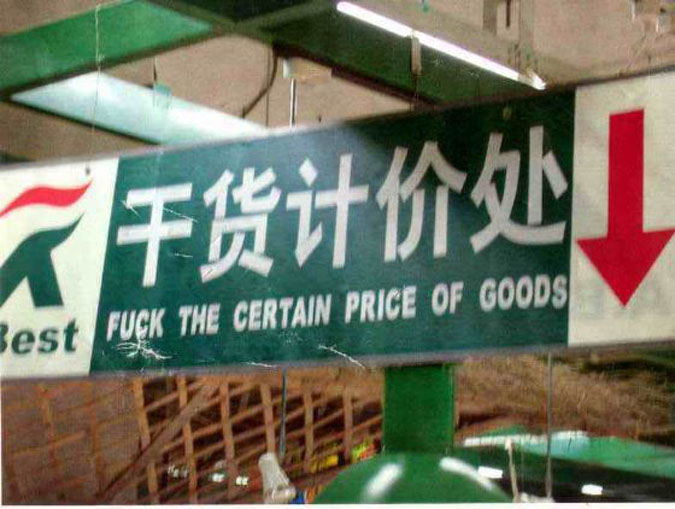 干货计价处
FUCK THE CERTAIN PRICE OF GOODS
Best